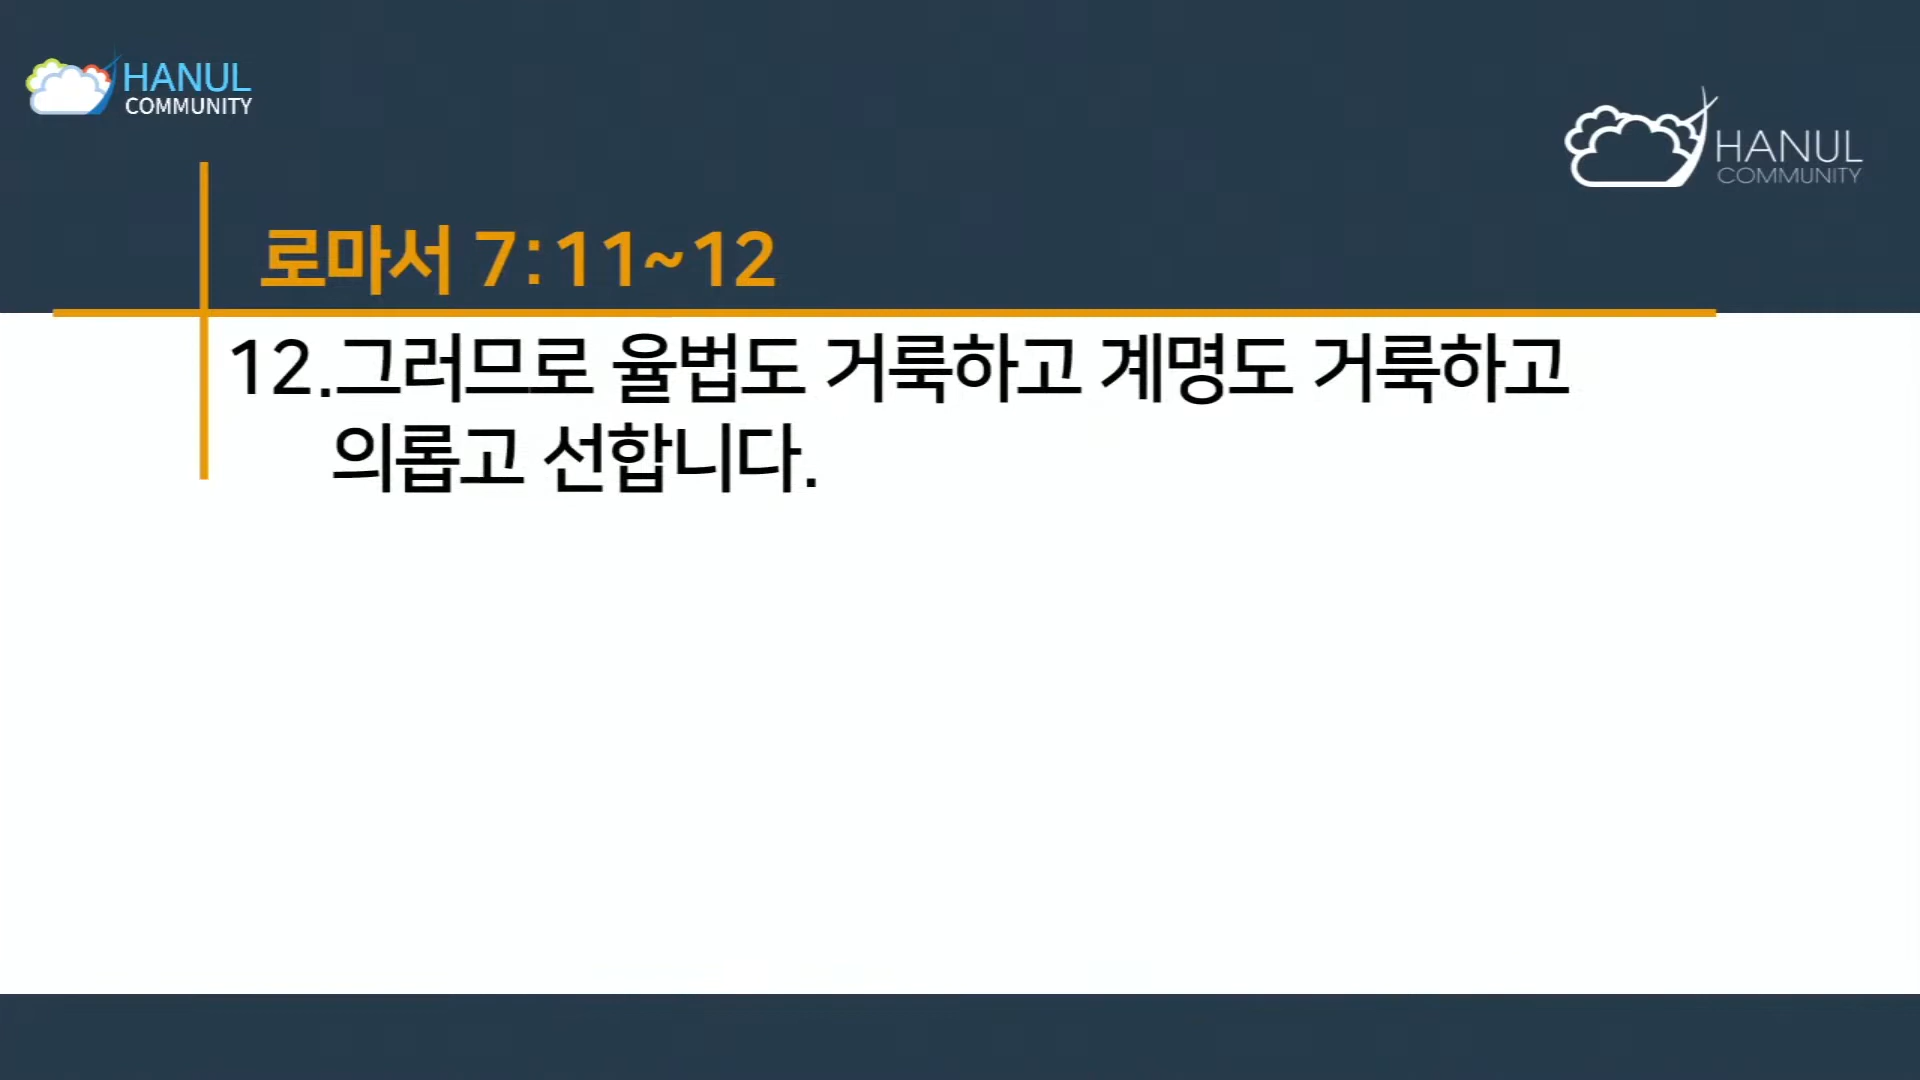 HANUL
COMMUNITY
HANUL
COMMUNITY
로마서 7:11~12
12.그러므로 율법도 거룩하고 계명도 거룩하고
의롭고 선합니다.